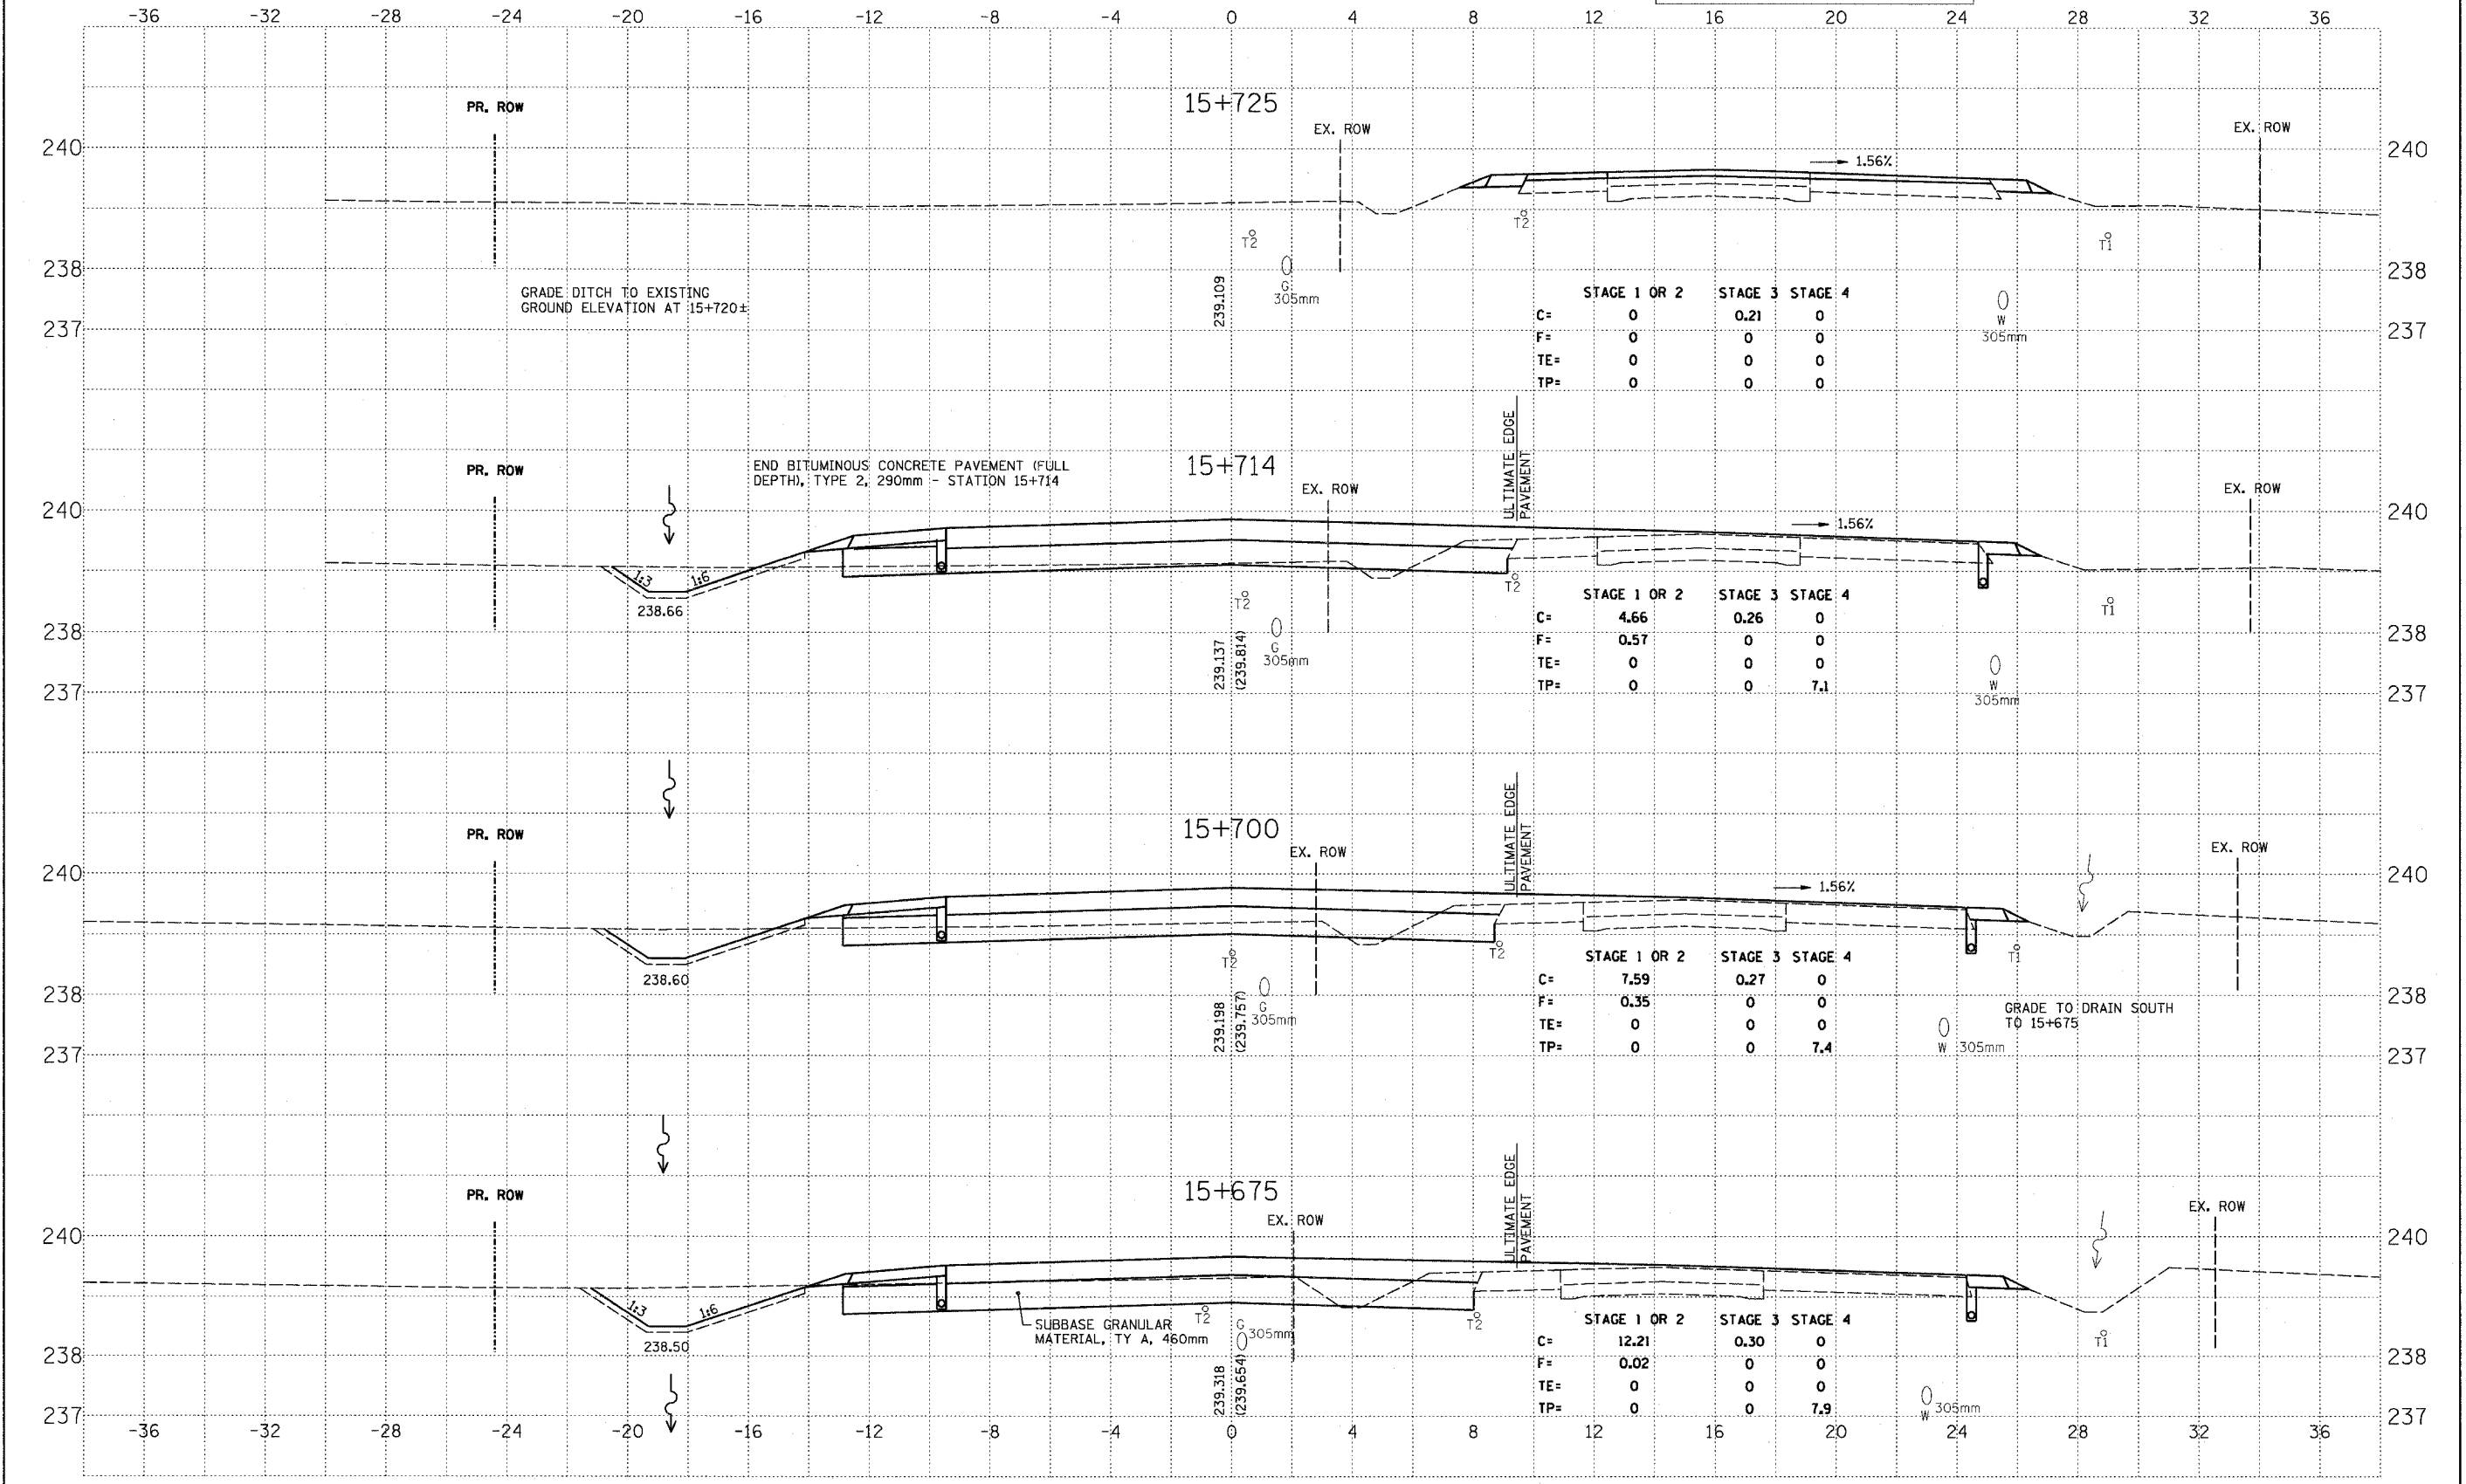 -36 -32 -28 -24 -20 -16 -12 -8 -4 0 4 8 12 16 20 24 28 32 36
15+725
PR. ROW
EX. ROW
EX. ROW
240
240
1.56%
T2
T2
T1
238
238
G
305mm
GRADE DITCH TO EXISTING
GROUND ELEVATION AT 15+720±
239.109
W
305mm
237
237
STAGE 1 OR 2 STAGE 3 STAGE 4
C= 0 0.21 0
F= 0 0 0
TE= 0 0 0
TP= 0 0 0
ULTIMATE EDGE
PAVEMENT
15+714
PR. ROW
END BITUMINOUS CONCRETE PAVEMENT (FULL
DEPTH), TYPE 2, 290mm - STATION 15+714
EX. ROW
EX. ROW
240
240
1.56%
1:3
1:6
238.66
T2
T2
T1
238
238
G
305mm
239.137
(239.814)
W
305mm
237
237
STAGE 1 OR 2 STAGE 3 STAGE 4
C= 4.66 0.26 0
F= 0.57 0 0
TE= 0 0 0
TP= 0 0 7.1
ULTIMATE EDGE
PAVEMENT
15+700
PR. ROW
EX. ROW
EX. ROW
240
240
1.56%
238.60
T2
T2
T1
238
238
G
305mm
239.198
(239.757)
GRADE TO DRAIN SOUTH
TO 15+675
W 305mm
237
237
STAGE 1 OR 2 STAGE 3 STAGE 4
C= 7.59 0.27 0
F= 0.35 0 0
TE= 0 0 0
TP= 0 0 7.4
ULTIMATE EDGE
PAVEMENT
15+675
PR. ROW
EX. ROW
EX. ROW
240
240
1:3
1:6
238.50
SUBBASE GRANULAR
MATERIAL, TY A, 460mm
T2
T2
T1
G
305mm
238
238
239.318
(239.654)
W 305mm
237
237
STAGE 1 OR 2 STAGE 3 STAGE 4
C= 12.21 0.30 0
F= 0.02 0 0
TE= 0 0 0
TP= 0 0 7.9
-36 -32 -28 -24 -20 -16 -12 -8 -4 0 4 8 12 16 20 24 28 32 36